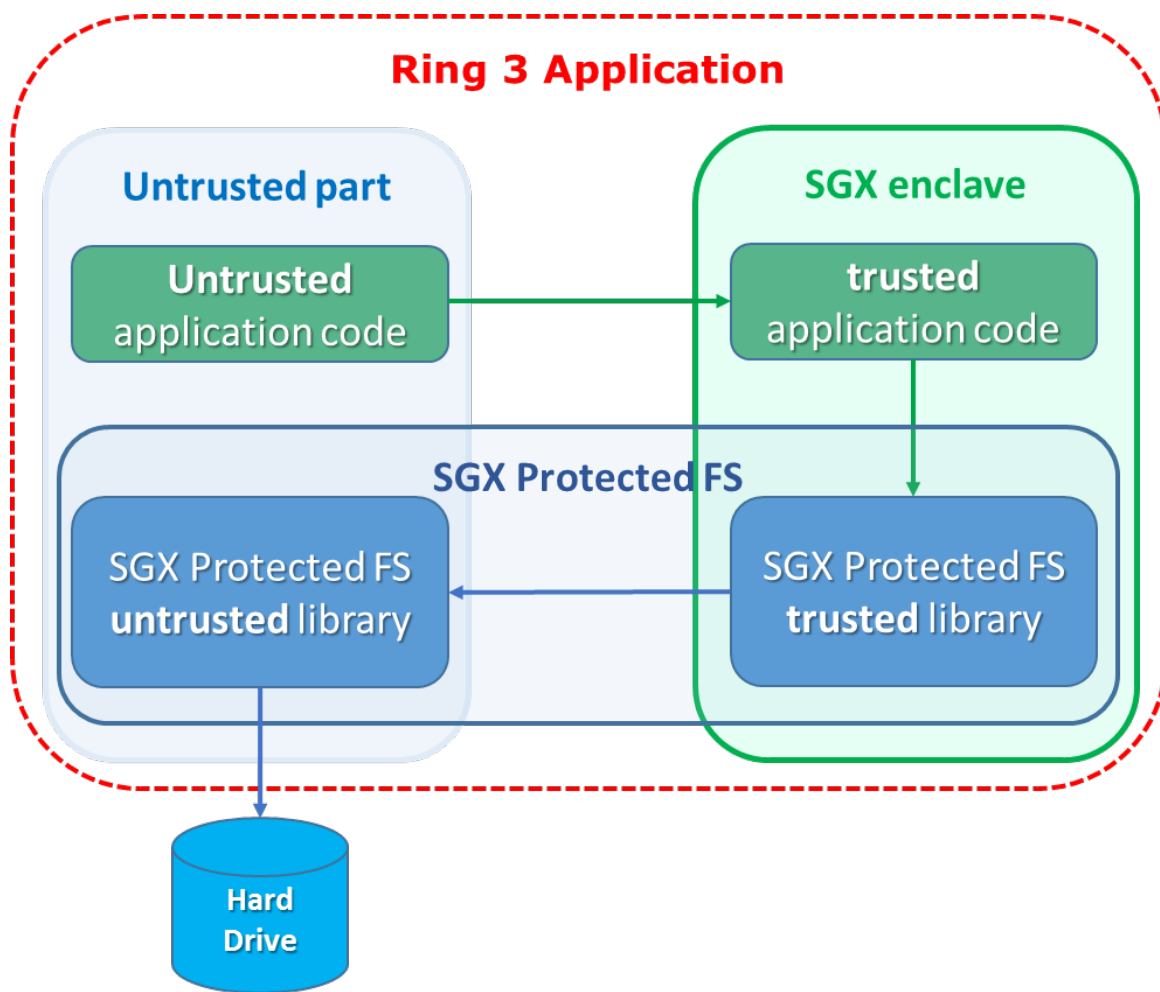 Ring 3 Application
Untrusted part
SGX enclave
Untrusted
application code
trusted
application code
SGX Protected FS
SGX Protected FS
untrusted library
SGX Protected FS
trusted library
Hard
Drive